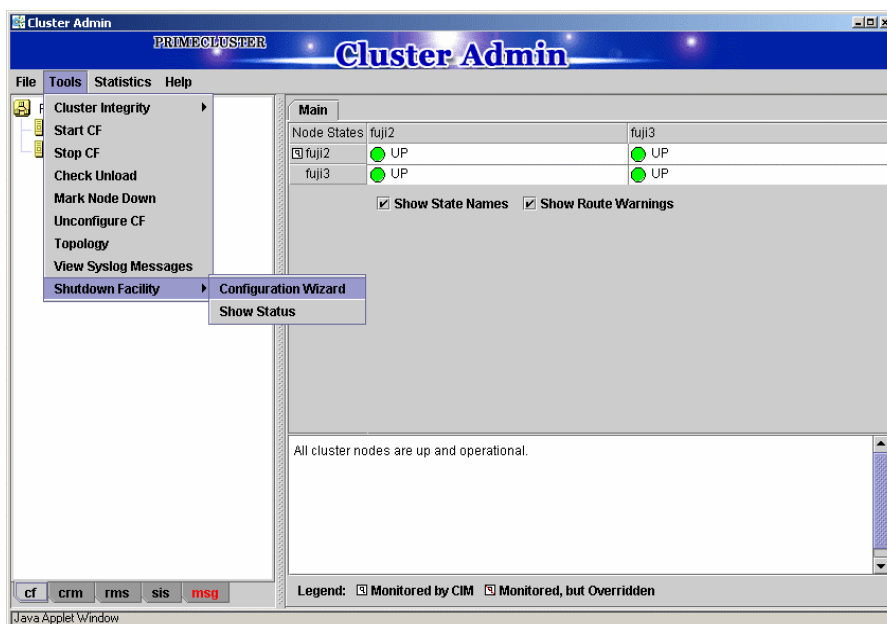 Cluster Admin
PRIMECLUSTER
Cluster Admin
File Tools Statistics Help
Cluster Integrity
Start CF
Stop CF
Check Unload
Mark Node Down
Unconfigure CF
Topology
View Syslog Messages
Shutdown Facility
Configuration Wizard
Show Status
Main
Node States fuji2 fuji3
fuji2 UP UP
fuji3 UP UP
Show State Names Show Route Warnings
All cluster nodes are up and operational.
cf crm rms sis msg
Legend: Monitored by CIM Monitored, but Overridden
Java Applet Window